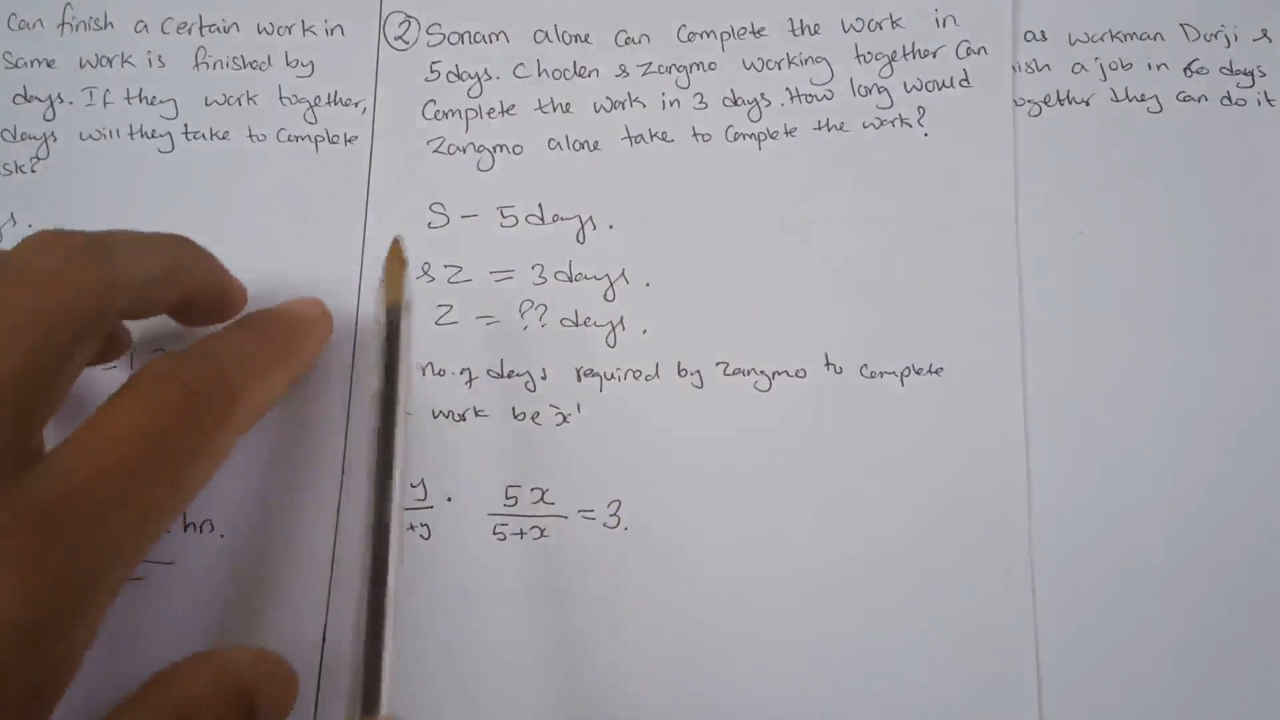 can finish a certain work in
same work is finished by
days. If they work together,
days will they take to complete
sk?
② Sonam alone can complete the work in
5 days. Choden & Zangmo working together can
complete the work in 3 days. How long would
Zangmo alone take to complete the work?
S - 5 days.
& Z = 3 days.
Z = ?? days.
no. of days required by Zangmo to complete
work be 'x'
y/+y . 5x/5+x = 3.
hrs.
as workman Dorji &
ish a job in 60 days
ogether they can do it